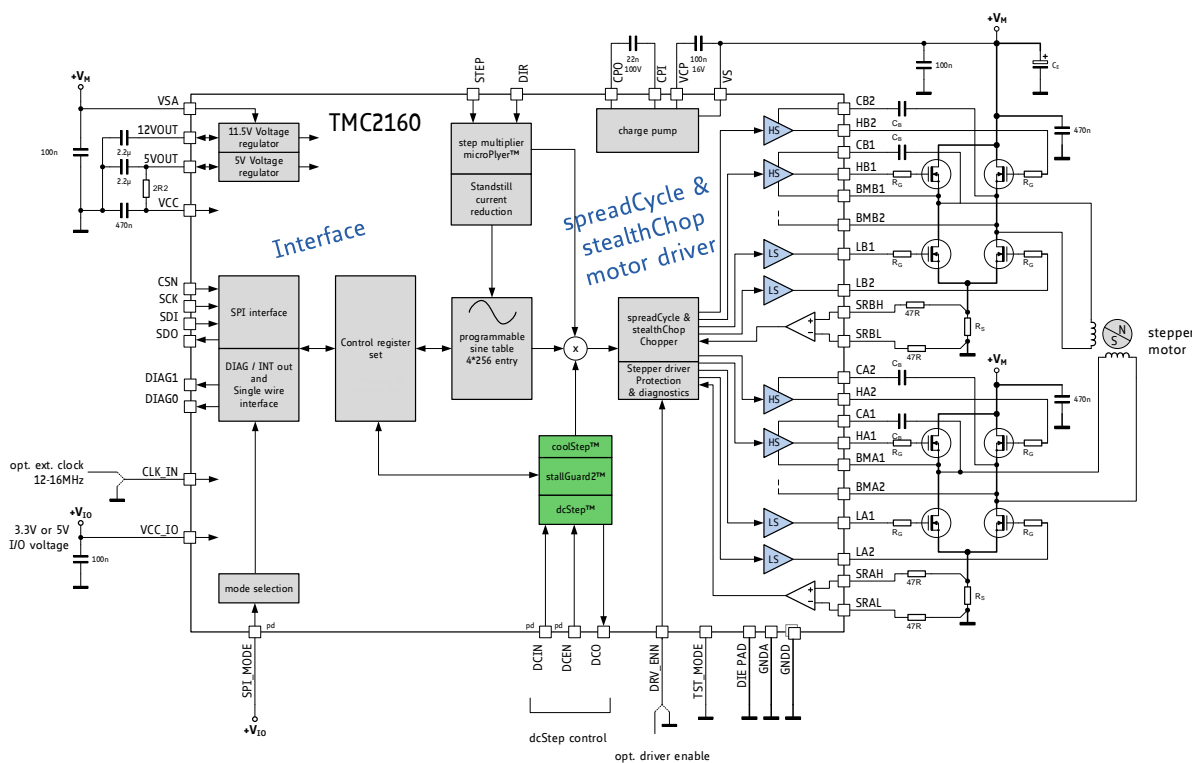 +VM
VSA
12VOUT
5VOUT
VCC
100n
2.2µ
2.2µ
2R2
470n
11.5V Voltage
regulator
5V Voltage
regulator
TMC2160
STEP
DIR
step multiplier
microPlyer™
Standstill
current
reduction
22n
100V
100n
16V
CPO
CPI
VCP
VS
charge pump
+VM
100n
CE
470n
Interface
spreadCycle &
stealthChop
motor driver
CSN
SCK
SDI
SDO
DIAG1
DIAG0
SPI interface
DIAG / INT out
and
Single wire
interface
Control register
set
programmable
sine table
4*256 entry
x
spreadCycle &
stealthChop
Chopper
Stepper driver
Protection
& diagnostics
coolStep™
stallGuard2™
dcStep™
opt. ext. clock
12-16MHz
CLK_IN
+VIO
3.3V or 5V
I/O voltage
VCC_IO
100n
mode selection
HS
HS
LS
LS
+
-
CB2
CB
HB2
CB1
CB
HB1
RG
RG
BMB1
BMB2
LB1
RG
RG
LB2
SRBH
47R
RS
SRBL
47R
N
S
stepper
motor
+VM
470n
HS
HS
LS
LS
+
-
CA2
CB
HA2
CA1
CB
HA1
RG
RG
BMA1
BMA2
LA1
RG
RG
LA2
SRAH
47R
RS
SRAL
47R
pd
pd
pd
SPI_MODE
DCIN
DCEN
DCO
DRV_ENN
TST_MODE
DIE PAD
GNDA
GNDD
+VIO
dcStep control
opt. driver enable